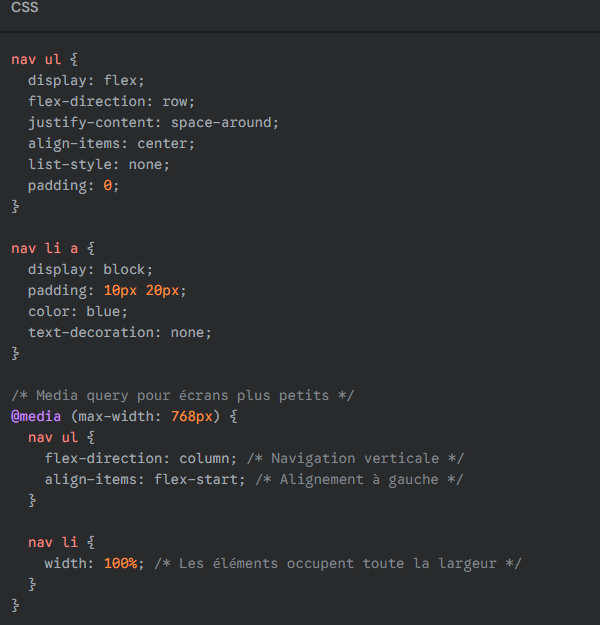 CSS
nav ul {
  display: flex;
  flex-direction: row;
  justify-content: space-around;
  align-items: center;
  list-style: none;
  padding: 0;
}

nav li a {
  display: block;
  padding: 10px 20px;
  color: blue;
  text-decoration: none;
}

/* Media query pour écrans plus petits */
@media (max-width: 768px) {
  nav ul {
    flex-direction: column; /* Navigation verticale */
    align-items: flex-start; /* Alignement à gauche */
  }

  nav li {
    width: 100%; /* Les éléments occupent toute la largeur */
  }
}